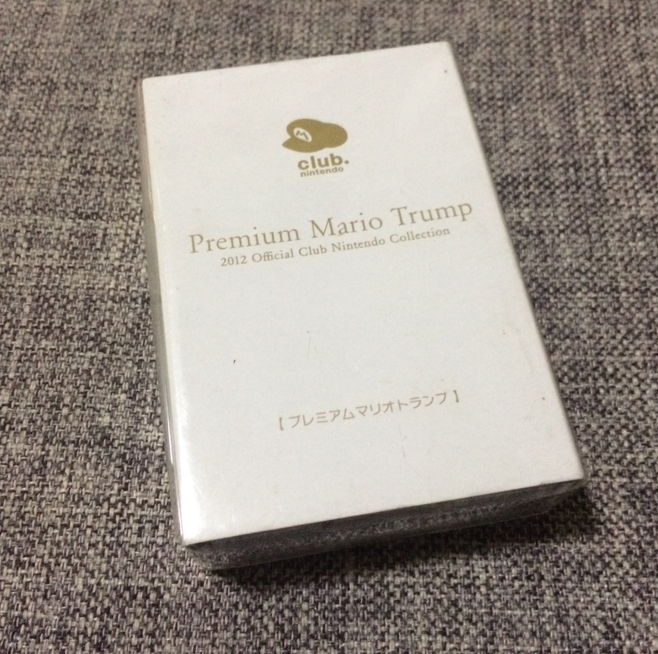 M
club.
nintendo
Premium Mario Trump
2012 Official Club Nintendo Collection
【プレミアムマリオトランプ】